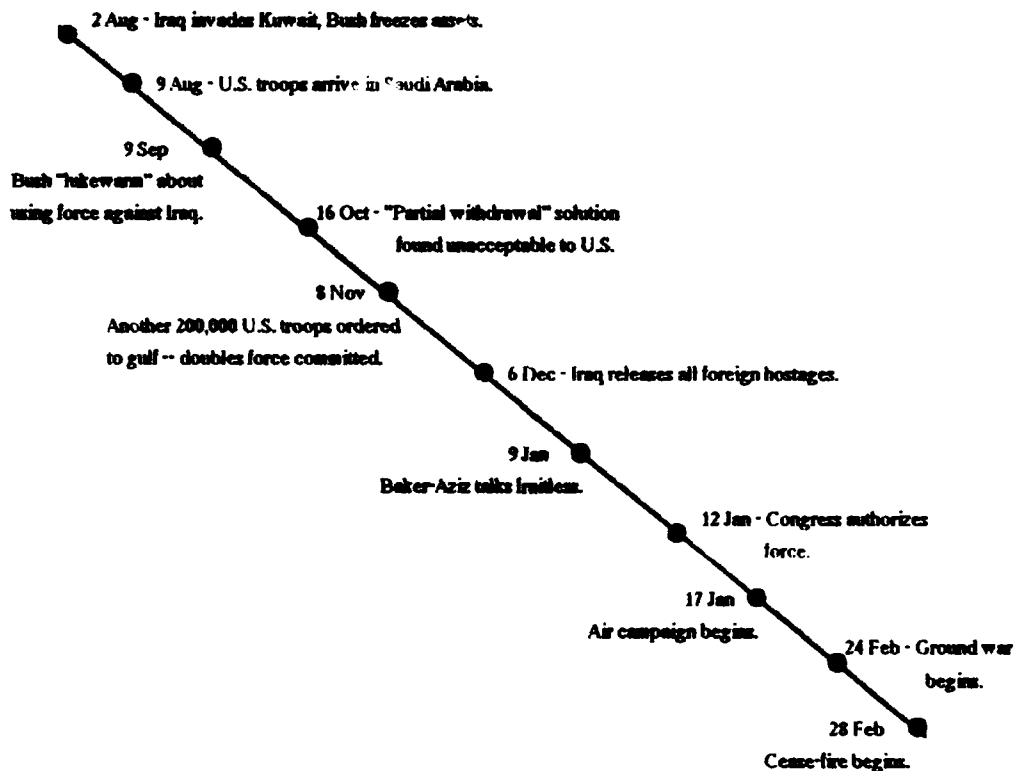 2 Aug - Iraq invades Kuwait, Bush freezes assets.
9 Aug - U.S. troops arrive in Saudi Arabia.
9 Sep
Bush "lukewarm" about
using force against Iraq.
16 Oct - "Partial withdrawal" solution
found unacceptable to U.S.
8 Nov
Another 200,000 U.S. troops ordered
to gulf -- doubles force committed.
6 Dec - Iraq releases all foreign hostages.
9 Jan
Baker-Aziz talks fruitless.
12 Jan - Congress authorizes
force.
17 Jan
Air campaign begins.
24 Feb - Ground war
begins.
28 Feb
Cease-fire begins.